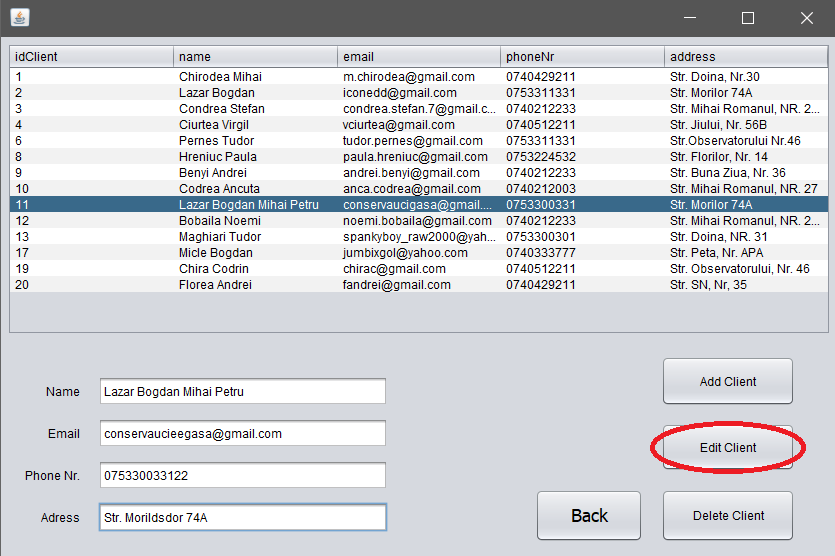 idClient name email phoneNr address
1 Chirodea Mihai m.chirodea@gmail.com 0740429211 Str. Doina, Nr.30
2 Lazar Bogdan iconedd@gmail.com 0753311331 Str. Morilor 74A
3 Condrea Stefan condrea.stefan.7@gmail.c... 0740212233 Str. Mihai Romanul, NR. 2...
4 Ciurtea Virgil vciurtea@gmail.com 0740512211 Str. Jiului, Nr. 56B
6 Pernes Tudor tudor.pernes@gmail.com 0753311331 Str.Observatorului Nr.46
8 Hreniuc Paula paula.hreniuc@gmail.com 0753224532 Str. Florilor, Nr. 14
9 Benyi Andrei andrei.benyi@gmail.com 0740212233 Str. Buna Ziua, Nr. 36
10 Codrea Ancuta anca.codrea@gmail.com 0740212003 Str. Mihai Romanul, NR. 27
11 Lazar Bogdan Mihai Petru conservaucigasa@gmail.... 0753300331 Str. Morilor 74A
12 Bobaila Noemi noemi.bobaila@gmail.com 0740212233 Str. Mihai Romanul, NR. 2...
13 Maghiari Tudor spankyboy_raw2000@yah... 0753300301 Str. Doina, NR. 31
17 Micle Bogdan jumbixgol@yahoo.com 0740333777 Str. Peta, Nr. APA
19 Chira Codrin chirac@gmail.com 0740512211 Str. Observatorului, Nr. 46
20 Florea Andrei fandrei@gmail.com 0740429211 Str. SN, Nr, 35
Name Lazar Bogdan Mihai Petru
Email conservaucieegasa@gmail.com
Phone Nr. 075330033122
Adress Str. Morildsdor 74A
Add Client
Edit Client
Back
Delete Client